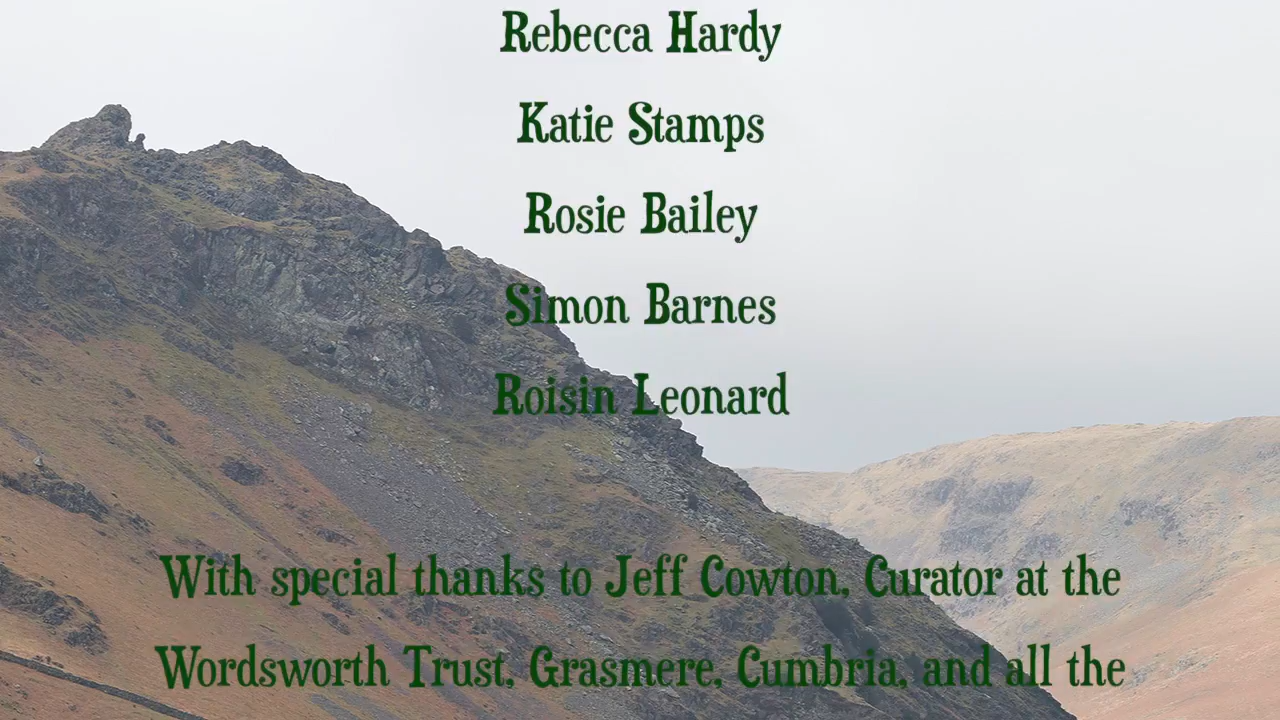 Rebecca Hardy
Katie Stamps
Rosie Bailey
Simon Barnes
Roisin Leonard
With special thanks to Jeff Cowton, Curator at the
Wordsworth Trust, Grasmere, Cumbria, and all the